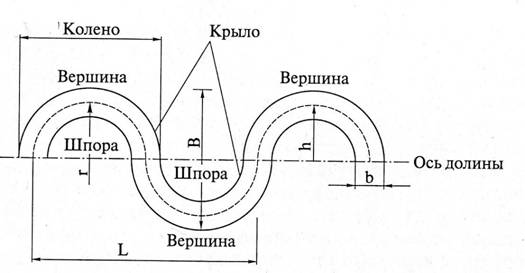 Колено
Крыло
Вершина
Вершина
Шпора
B
h
r
Шпора
b
Ось долины
Вершина
L